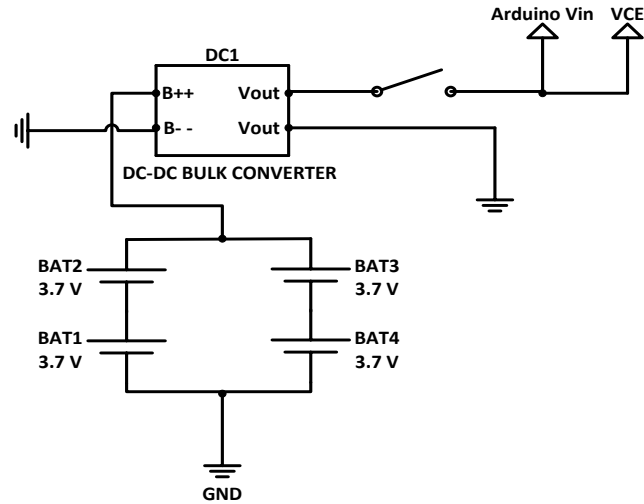 Arduino Vin VCE
DC1
B++ Vout
B- - Vout
DC-DC BULK CONVERTER
BAT2 BAT3
3.7 V 3.7 V
BAT1 BAT4
3.7 V 3.7 V
GND